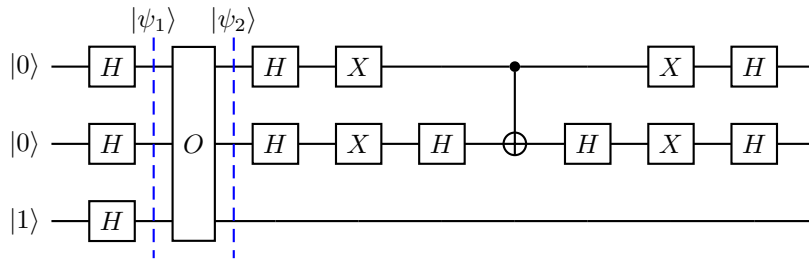 |ψ₁⟩ |ψ₂⟩
|0⟩ H H X X H
|0⟩ H O H X H H X H
|1⟩ H